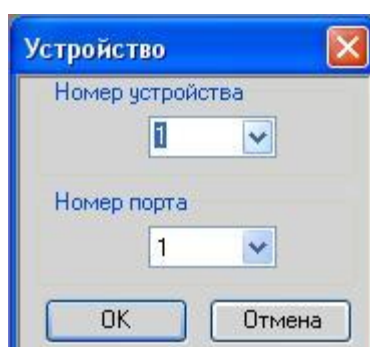 Устройство
Номер устройства
1
Номер порта
1
OK Отмена